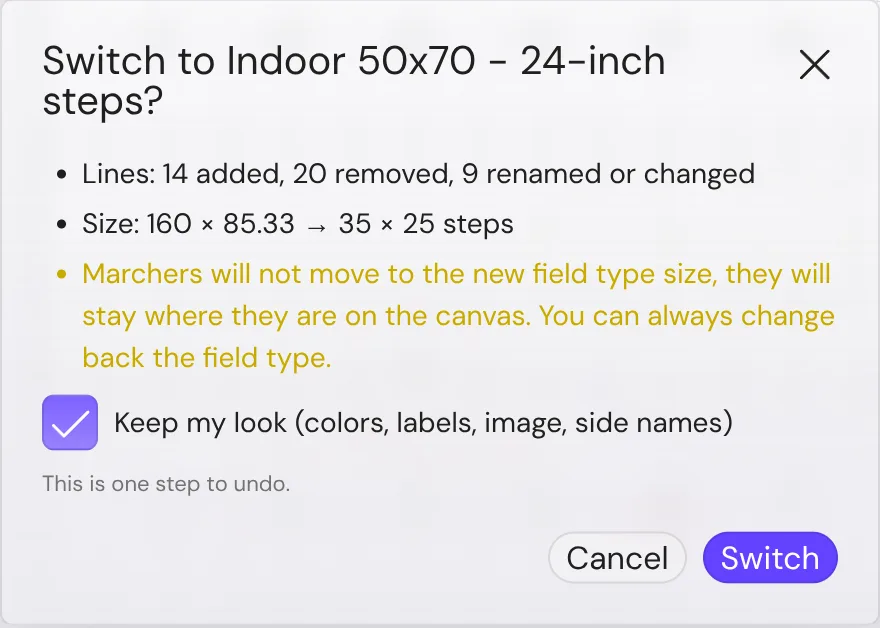 Switch to Indoor 50x70 - 24-inch
steps?
• Lines: 14 added, 20 removed, 9 renamed or changed
• Size: 160 × 85.33 → 35 × 25 steps
• Marchers will not move to the new field type size, they will
stay where they are on the canvas. You can always change
back the field type.
Keep my look (colors, labels, image, side names)
This is one step to undo.
Cancel Switch